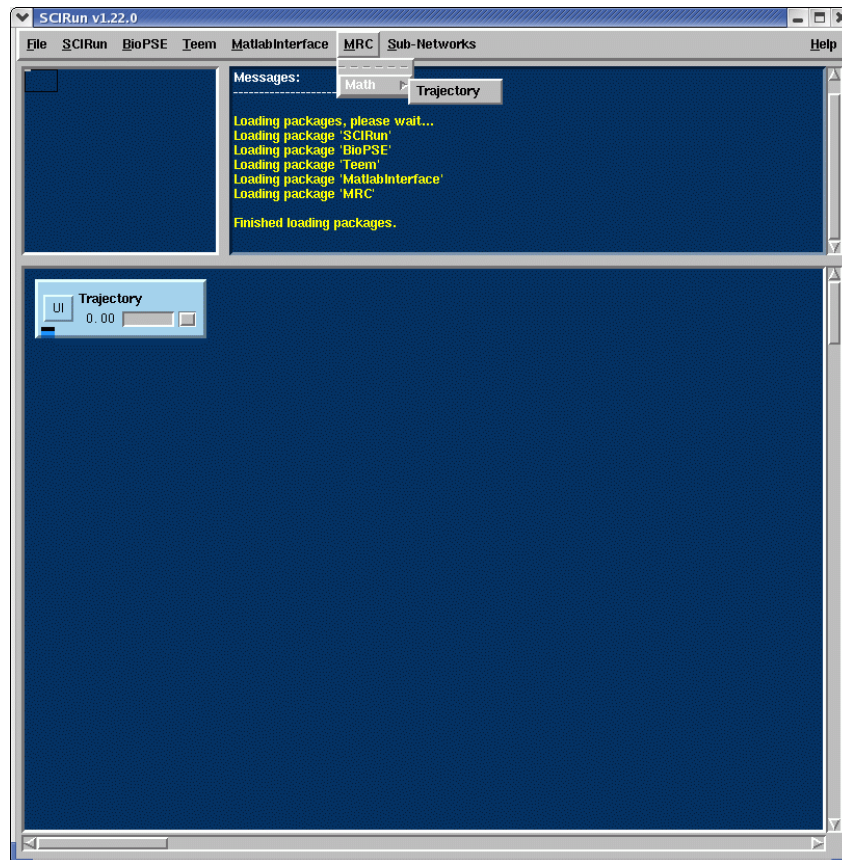 SCIRun v1.22.0
File SCIRun BioPSE Teem MatlabInterface MRC Sub-Networks Help
Messages:
Math
Trajectory
Loading packages, please wait...
Loading package 'SCIRun'
Loading package 'BioPSE'
Loading package 'Teem'
Loading package 'MatlabInterface'
Loading package 'MRC'
Finished loading packages.
UI
Trajectory
0.00